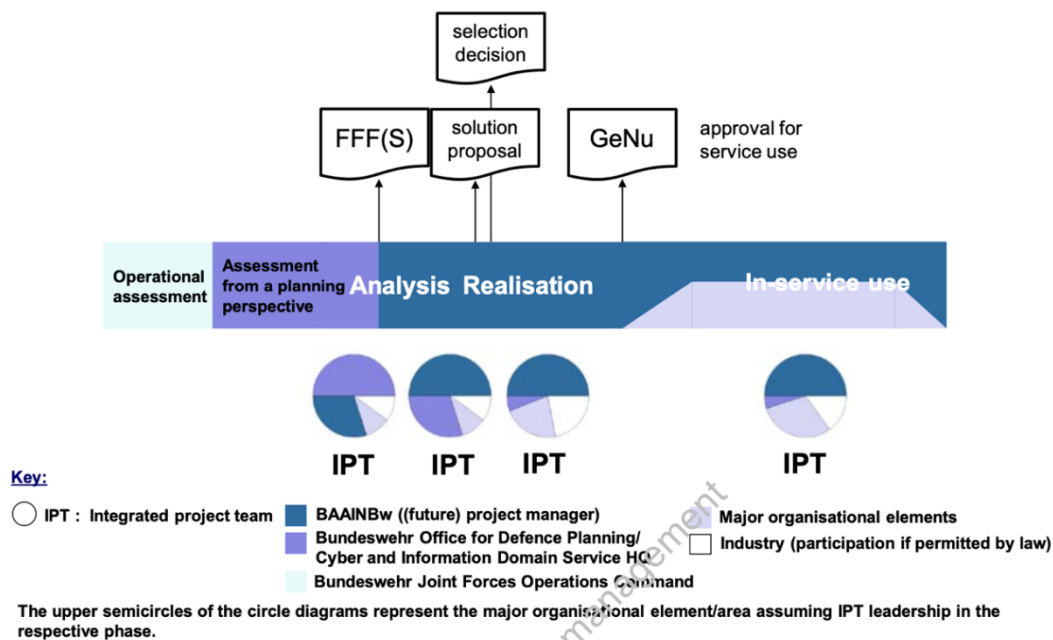 selection
decision
FFF(S)
solution
proposal
GeNu
approval for
service use
Operational
assessment
Assessment
from a planning
perspective
Analysis
Realisation
In-service use
IPT
IPT
IPT
IPT
Key:
IPT : Integrated project team
BAAINBw ((future) project manager)
Bundeswehr Office for Defence Planning/
Cyber and Information Domain Service HQ
Bundeswehr Joint Forces Operations Command
Major organisational elements
Industry (participation if permitted by law)
management
The upper semicircles of the circle diagrams represent the major organisational element/area assuming IPT leadership in the
respective phase.